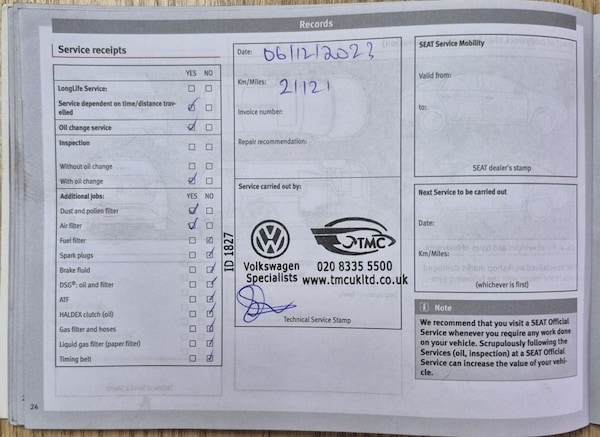 Records
Service receipts
YES NO
LongLife Service:
Service dependent on time/distance trav-
elled
Oil change service
Inspection
Without oil change
With oil change
Additional jobs: YES NO
Dust and pollen filter
Air filter
Fuel filter
Spark plugs
Brake fluid
DSG®: oil and filter
ATF
HALDEX clutch (oil)
Gas filter and hoses
Liquid gas filter (paper filter)
Timing belt
26
Date: 06/12/2023
Km/Miles: 21121
Invoice number:
Repair recommendation:
Service carried out by:
ID 1827
Volkswagen
Specialists
TMC
020 8335 5500
www.tmcukltd.co.uk
Technical Service Stamp
SEAT Service Mobility
Valid from:
to:
SEAT dealer's stamp
Next Service to be carried out
Date:
Km/Miles:
(whichever is first)
i Note
We recommend that you visit a SEAT Official
Service whenever you require any work done
on your vehicle. Scrupulously following the
Services (oil, inspection) at a SEAT Official
Service can increase the value of your vehi-
cle.